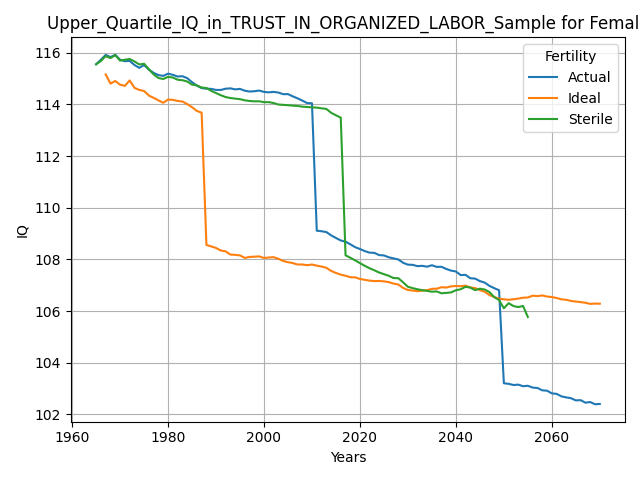 Upper_Quartile_IQ_in_TRUST_IN_ORGANIZED_LABOR_Sample for Femal
Fertility
Actual
Ideal
Sterile
IQ
116
114
112
110
108
106
104
102
1960
1980
2000
2020
2040
2060
Years